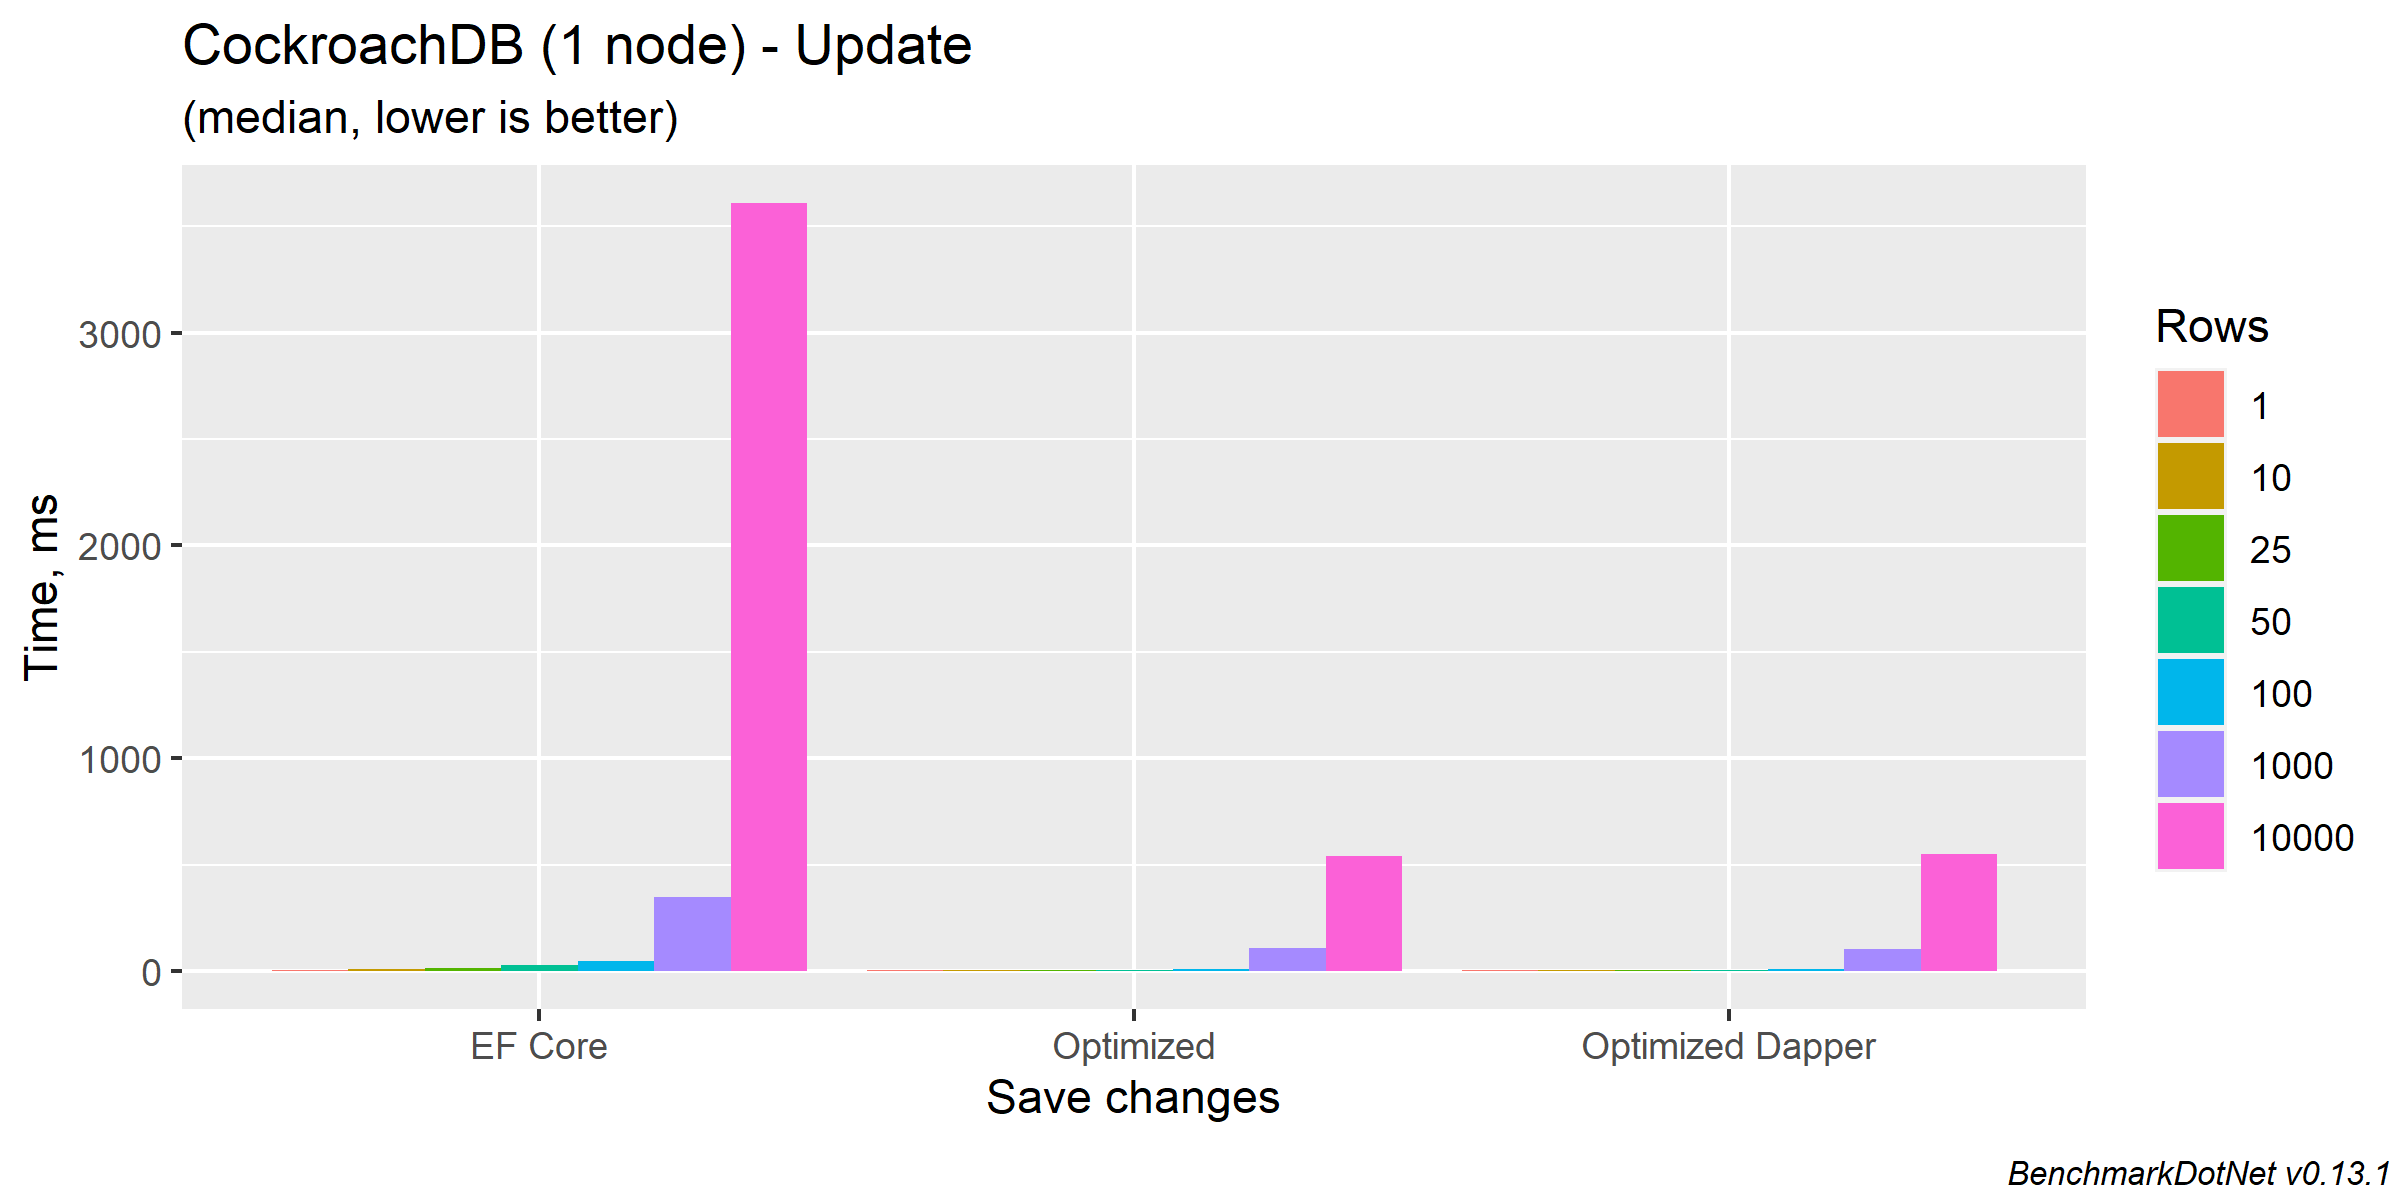 CockroachDB (1 node) - Update
(median, lower is better)
Time, ms
3000
2000
1000
0
EF Core
Optimized
Optimized Dapper
Save changes
Rows
1
10
25
50
100
1000
10000
BenchmarkDotNet v0.13.1